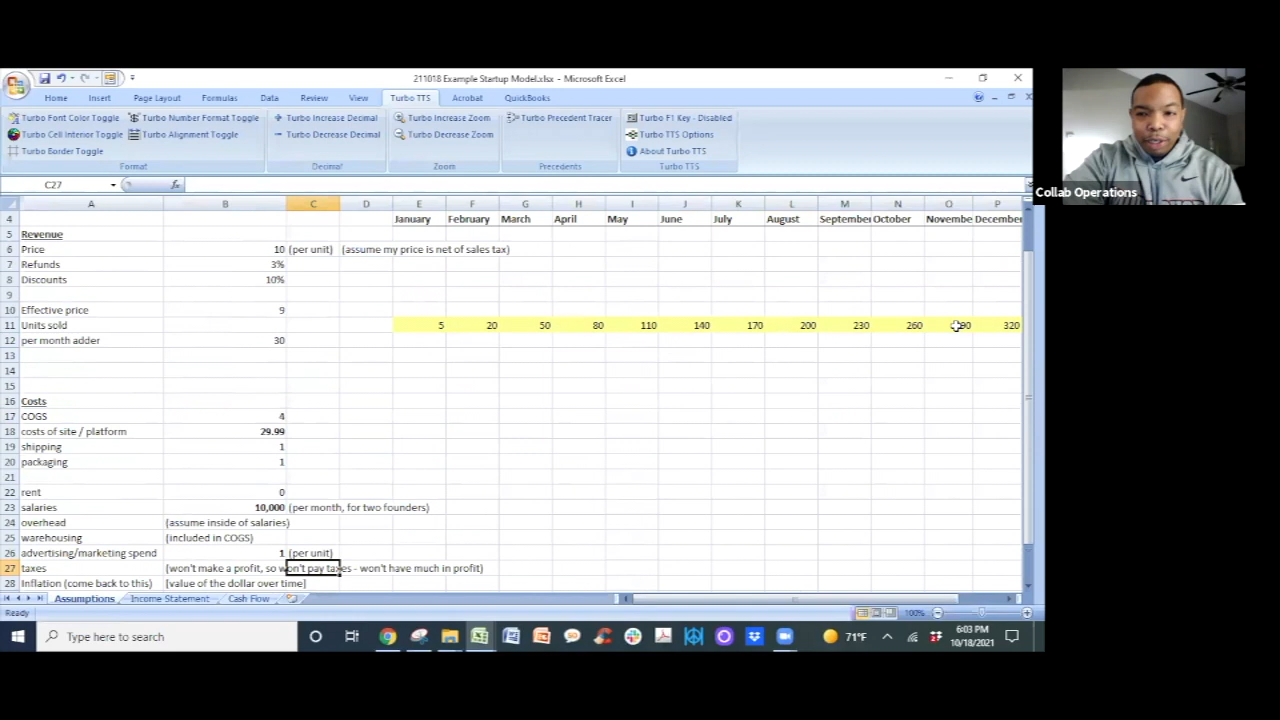 211018 Example Startup Model.xlsx - Microsoft Excel
Home Insert Page Layout Formulas Data Review View Turbo TTS Acrobat QuickBooks
Turbo Font Color Toggle Turbo Number Format Toggle Turbo Increase Decimal Turbo Increase Zoom Turbo Precedent Tracer Turbo F1 Key - Disabled
Turbo Cell Interior Toggle Turbo Alignment Toggle Turbo Decrease Decimal Turbo Decrease Zoom Turbo TTS Options
Turbo Border Toggle About Turbo TTS
Format Decimal Zoom Precedents Turbo TTS
C27 fx
Collab Operations
A B C D E F G H I J K L M N O P
4 January February March April May June July August September October Novembe December
5 Revenue
6 Price 10 (per unit) (assume my price is net of sales tax)
7 Refunds 3%
8 Discounts 10%
9
10 Effective price 9
11 Units sold 5 20 50 80 110 140 170 200 230 260 320
12 per month adder 30
13
14
15
16 Costs
17 COGS 4
18 costs of site / platform 29.99
19 shipping 1
20 packaging 1
21
22 rent 0
23 salaries 10,000 (per month, for two founders)
24 overhead (assume inside of salaries)
25 warehousing (included in COGS)
26 advertising/marketing spend 1 (per unit)
27 taxes (won't make a profit, so won't pay taxes - won't have much in profit)
28 Inflation (come back to this) (value of the dollar over time)
Assumptions Income Statement Cash Flow
Ready 100%
Type here to search 71°F 6:03 PM
10/18/2021